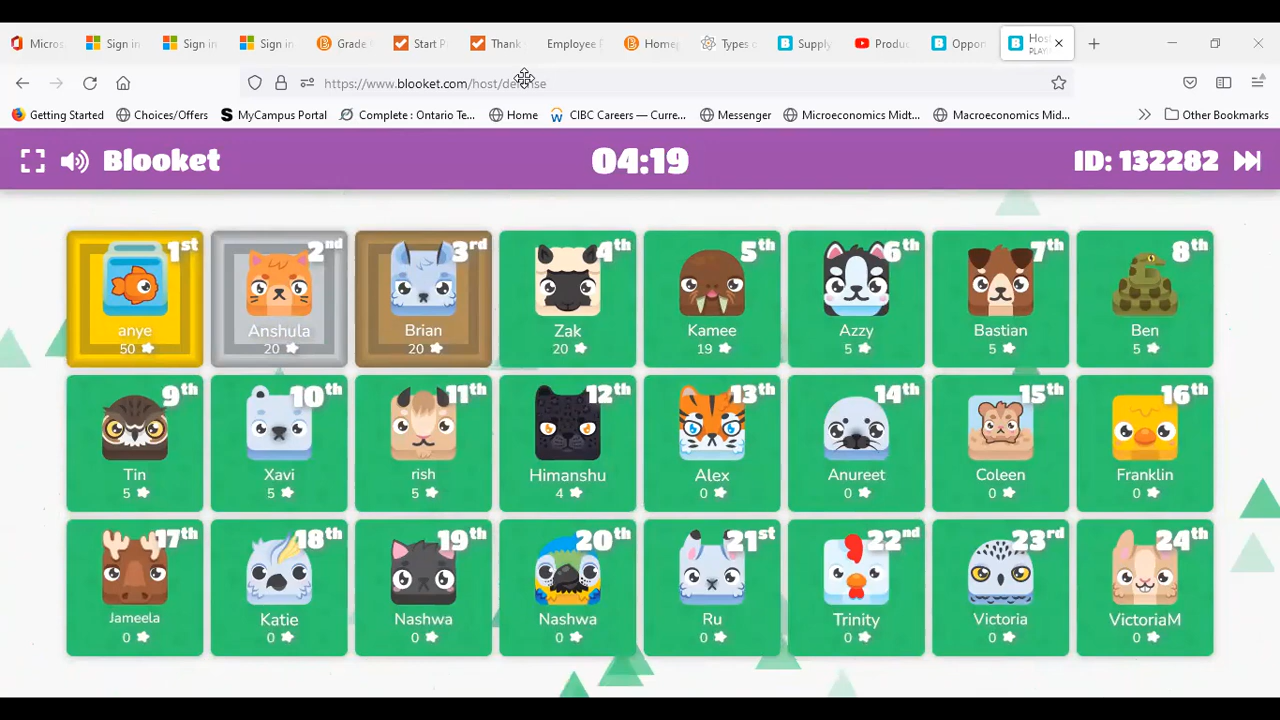 Micros. Sign in Sign in Sign in Grade Start P Thank Employee F Home Types c Supply Produc Oppor Hos
PLAYI
https://www.blooket.com/host/defense
Getting Started Choices/Offers MyCampus Portal Complete : Ontario Te... Home CIBC Careers — Curre... Messenger Microeconomics Midt... Macroeconomics Mid... Other Bookmarks
Blooket 04:19 ID: 132282
1st 2nd 3rd 4th 5th 6th 7th 8th
anye Anshula Brian Zak Kamee Azzy Bastian Ben
50 20 20 20 19 5 5 5
9th 10th 11th 12th 13th 14th 15th 16th
Tin Xavi rish Himanshu Alex Anureet Coleen Franklin
5 5 5 4 0 0 0 0
17th 18th 19th 20th 21st 22nd 23rd 24th
Jameela Katie Nashwa Nashwa Ru Trinity Victoria VictoriaM
0 0 0 0 0 0 0 0